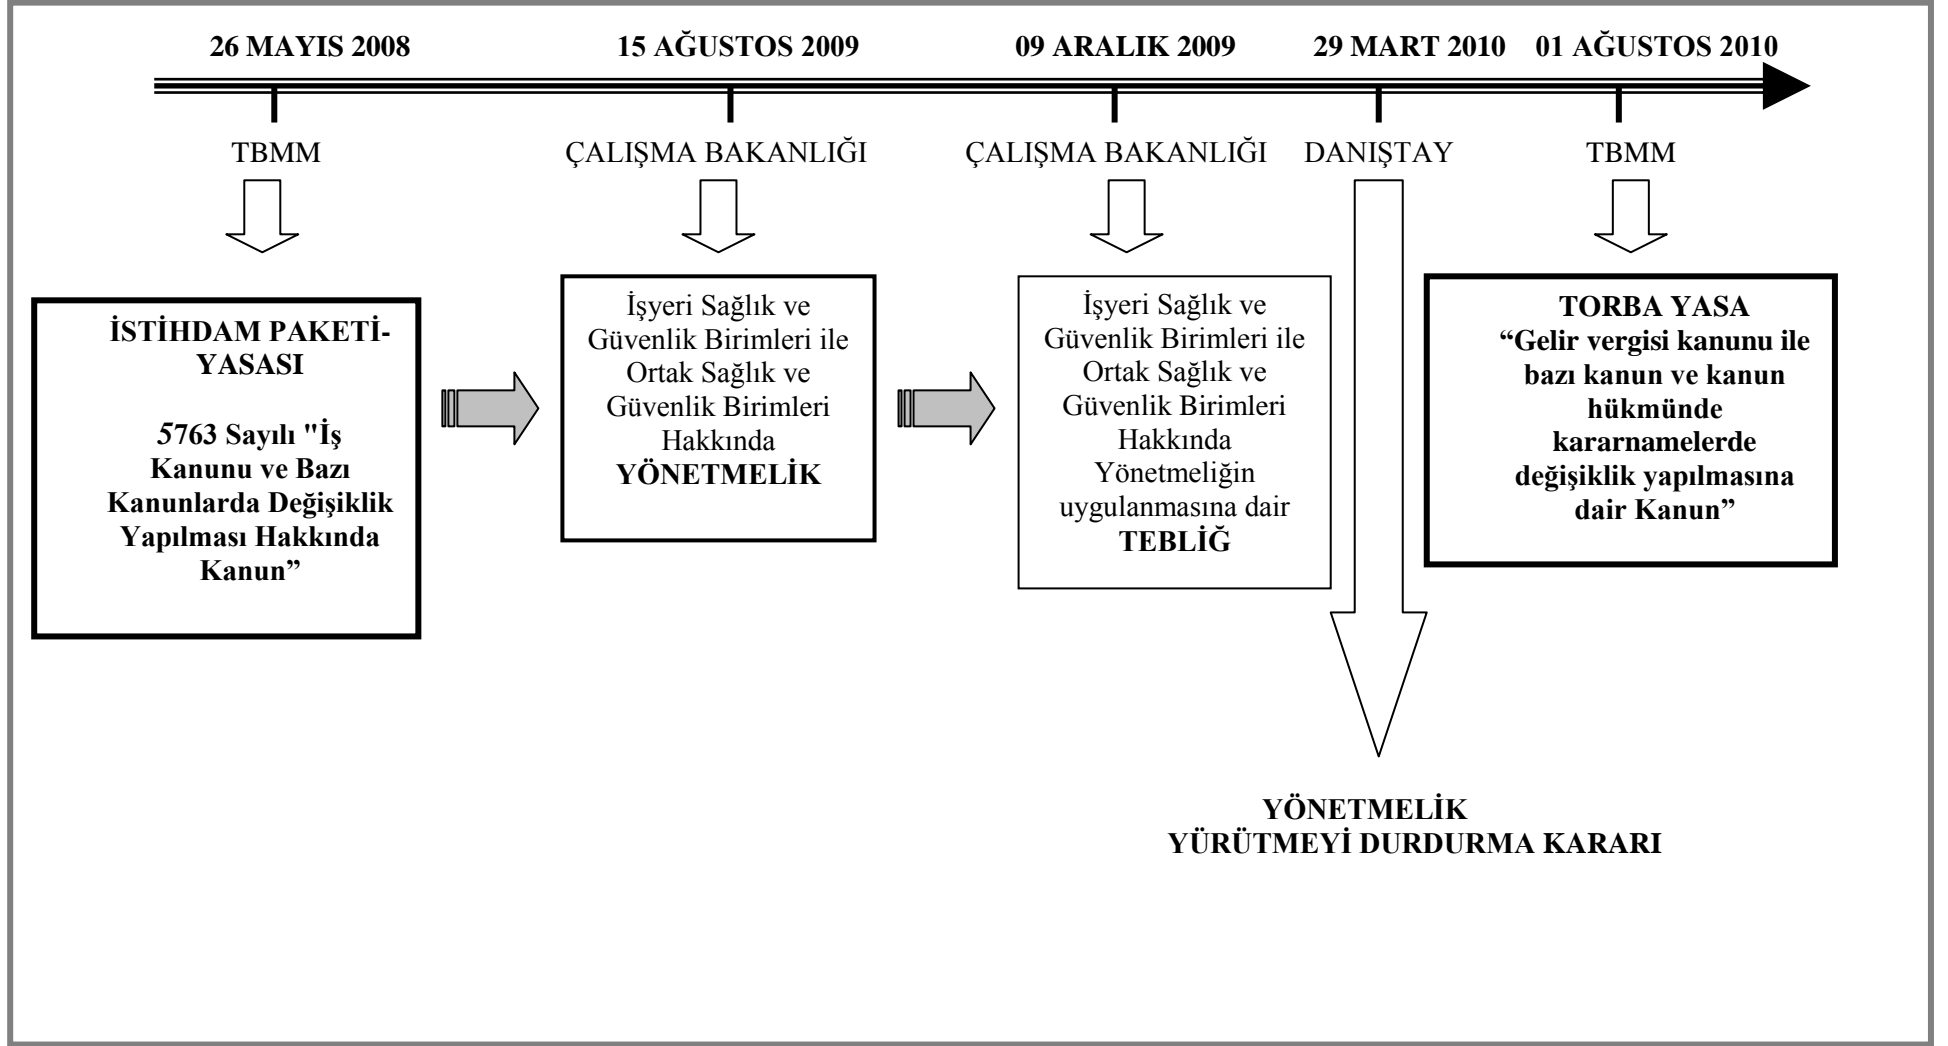 26 MAYIS 2008
15 AĞUSTOS 2009
09 ARALIK 2009
29 MART 2010
01 AĞUSTOS 2010
TBMM
ÇALIŞMA BAKANLIĞI
ÇALIŞMA BAKANLIĞI
DANIŞTAY
TBMM
İSTİHDAM PAKETİ-
YASASI
5763 Sayılı "İş
Kanunu ve Bazı
Kanunlarda Değişiklik
Yapılması Hakkında
Kanun”
İşyeri Sağlık ve
Güvenlik Birimleri ile
Ortak Sağlık ve
Güvenlik Birimleri
Hakkında
YÖNETMELİK
İşyeri Sağlık ve
Güvenlik Birimleri ile
Ortak Sağlık ve
Güvenlik Birimleri
Hakkında
Yönetmeliğin
uygulanmasına dair
TEBLİĞ
TORBA YASA
“Gelir vergisi kanunu ile
bazı kanun ve kanun
hükmünde
kararnamelerde
değişiklik yapılmasına
dair Kanun”
YÖNETMELİK
YÜRÜTMEYİ DURDURMA KARARI